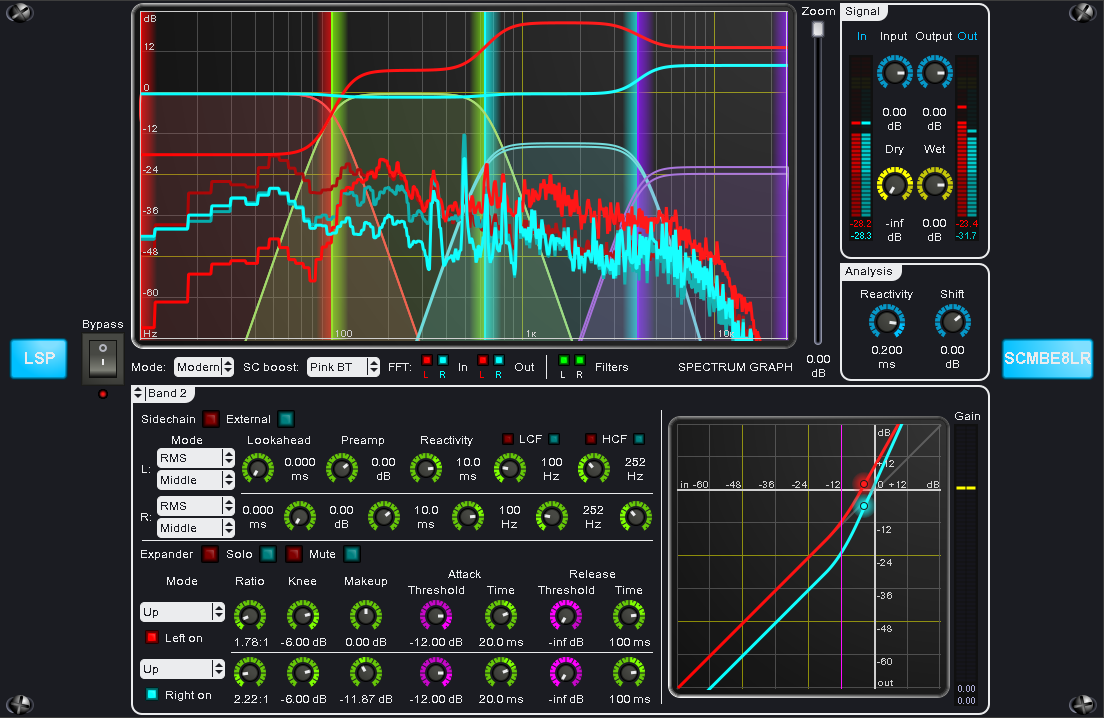 Zoom
Signal
dB
12
0
-12
-24
-36
-48
-60
Hz
100
1K
10K
In Input Output Out
0.00 0.00
dB dB
Dry Wet
-inf 0.00
dB dB
-29.2 -23.4
-28.3 -31.7
Analysis
Reactivity Shift
0.200 0.00
ms dB
Bypass
LSP
SCMBE8LR
0.00
dB
Mode: Modern SC boost: Pink BT FFT: L R In L R Out L R Filters SPECTRUM GRAPH
Band 2
Sidechain External
Mode Lookahead Preamp Reactivity LCF HCF
L: RMS 0.000 ms 0.00 dB 10.0 ms 100 Hz 252 Hz
Middle
R: RMS 0.000 ms 0.00 dB 10.0 ms 100 Hz 252 Hz
Middle
Expander Solo Mute
Mode Ratio Knee Makeup Attack Release
Threshold Time Threshold Time
Up
Left on 1.78:1 -6.00 dB 0.00 dB -12.00 dB 20.0 ms -inf dB 100 ms
Up
Right on 2.22:1 -6.00 dB -11.67 dB -12.00 dB 20.0 ms -inf dB 100 ms
Gain
dB
+12
in -60 -48 -36 -24 -12 0 +12 dB
-12
-24
-36
-48
-60
out
0.00
0.00